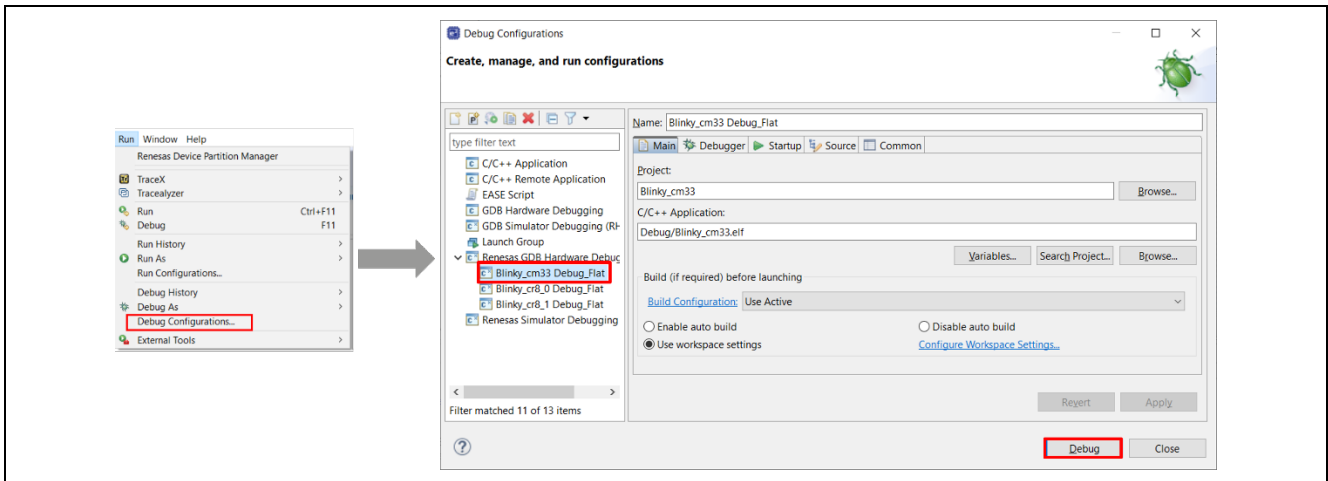 Run Window Help
Renesas Device Partition Manager
TraceX
Tracealyzer
Run Ctrl+F11
Debug F11
Run History
Run As
Run Configurations...
Debug History
Debug As
Debug Configurations...
External Tools
Debug Configurations
Create, manage, and run configurations
type filter text
C/C++ Application
C/C++ Remote Application
EASE Script
GDB Hardware Debugging
GDB Simulator Debugging (RH
Launch Group
Renesas GDB Hardware Debug
Blinky_cm33 Debug_Flat
Blinky_cr8_0 Debug_Flat
Blinky_cr8_1 Debug_Flat
Renesas Simulator Debugging
Filter matched 11 of 13 items
Name: Blinky_cm33 Debug_Flat
Main Debugger Startup Source Common
Project:
Blinky_cm33 Browse...
C/C++ Application:
Debug/Blinky_cm33.elf
Variables... Search Project... Browse...
Build (if required) before launching
Build Configuration: Use Active
Enable auto build Disable auto build
Use workspace settings Configure Workspace Settings...
Revert Apply
Debug Close